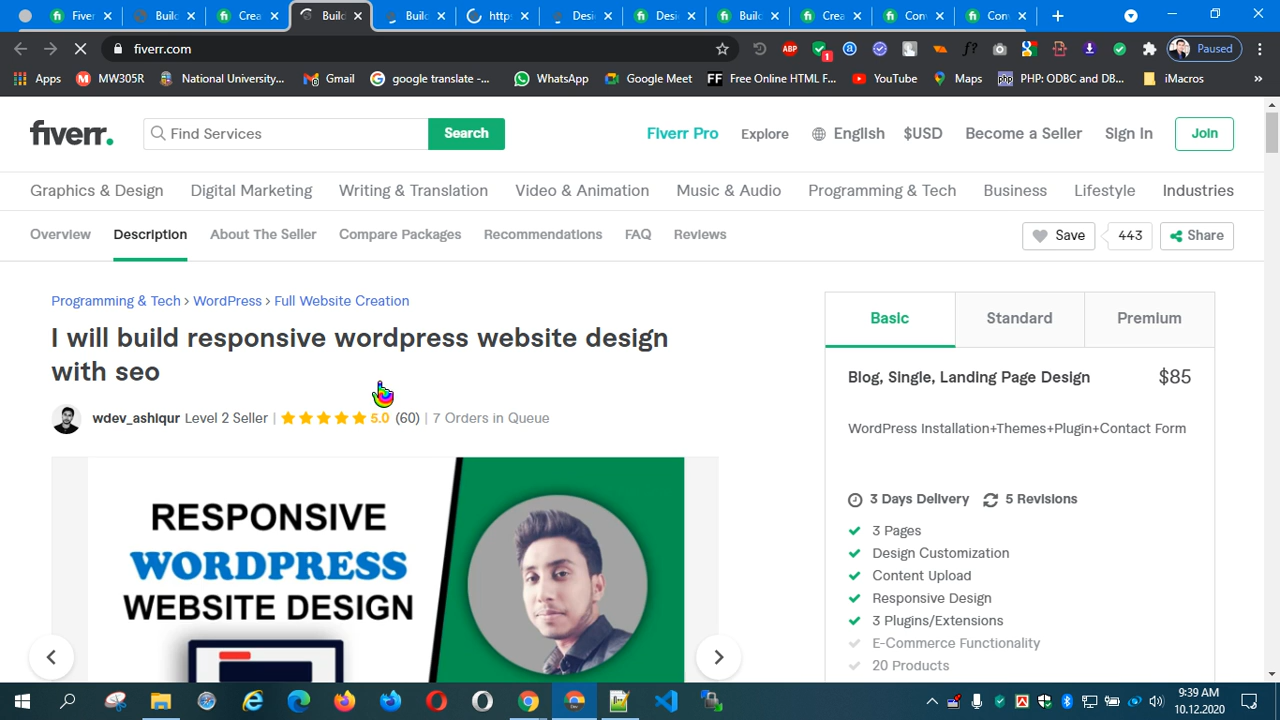 Fiver
Build
Crea
Build
Build
http:
Desi
Desi
Build
Crea
Conv
Conv
fiverr.com
ABP
1
f?
Paused
Apps
MW305R
National University...
Gmail
google translate -...
WhatsApp
Google Meet
FF Free Online HTML F...
YouTube
Maps
php PHP: ODBC and DB...
iMacros
»
fiverr.
Find Services
Search
Fiverr Pro
Explore
English
$USD
Become a Seller
Sign In
Join
Graphics & Design
Digital Marketing
Writing & Translation
Video & Animation
Music & Audio
Programming & Tech
Business
Lifestyle
Industries
Overview
Description
About The Seller
Compare Packages
Recommendations
FAQ
Reviews
Save
443
Share
Programming & Tech > WordPress > Full Website Creation
I will build responsive wordpress website design
with seo
wdev_ashiqur Level 2 Seller | 5.0 (60) | 7 Orders in Queue
RESPONSIVE
WORDPRESS
WEBSITE DESIGN
Basic
Standard
Premium
Blog, Single, Landing Page Design
$85
WordPress Installation+Themes+Plugin+Contact Form
3 Days Delivery
5 Revisions
3 Pages
Design Customization
Content Upload
Responsive Design
3 Plugins/Extensions
E-Commerce Functionality
20 Products
9:39 AM
10.12.2020